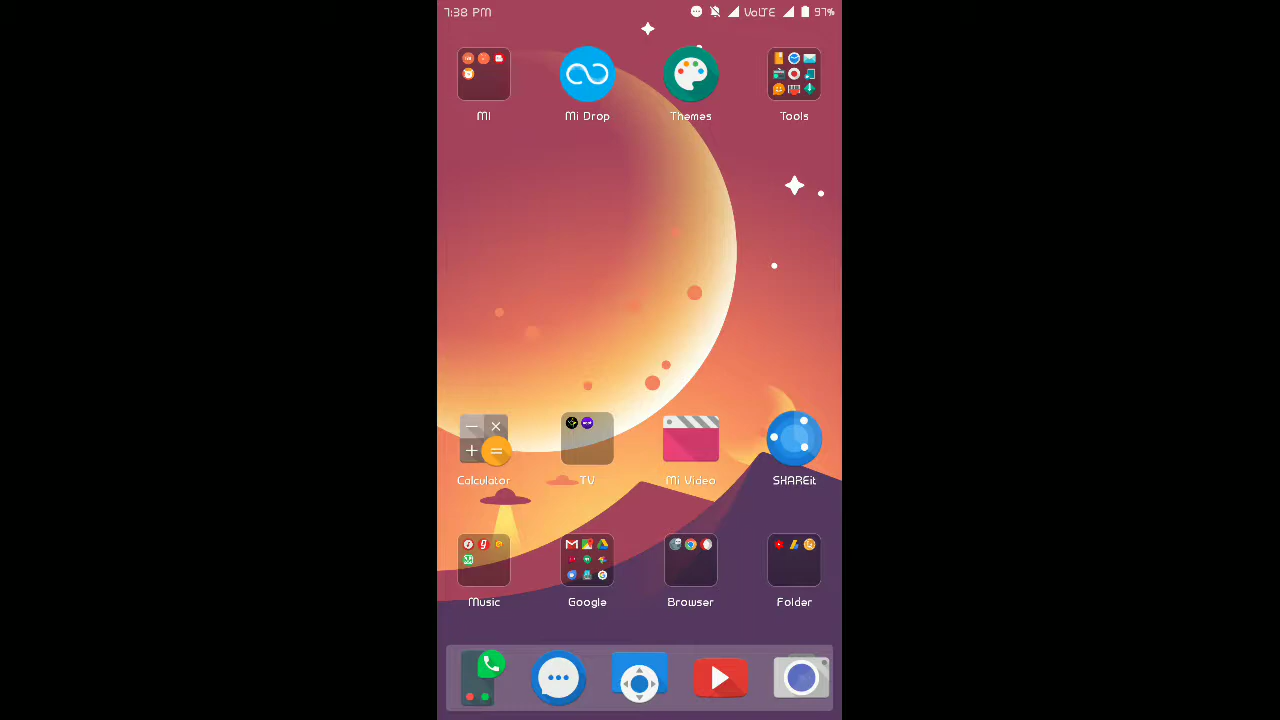 7:38 PM VoLTE 97%
MI Mi Drop Themes Tools
Calculator TV Mi Video SHAREit
Music Google Browser Folder